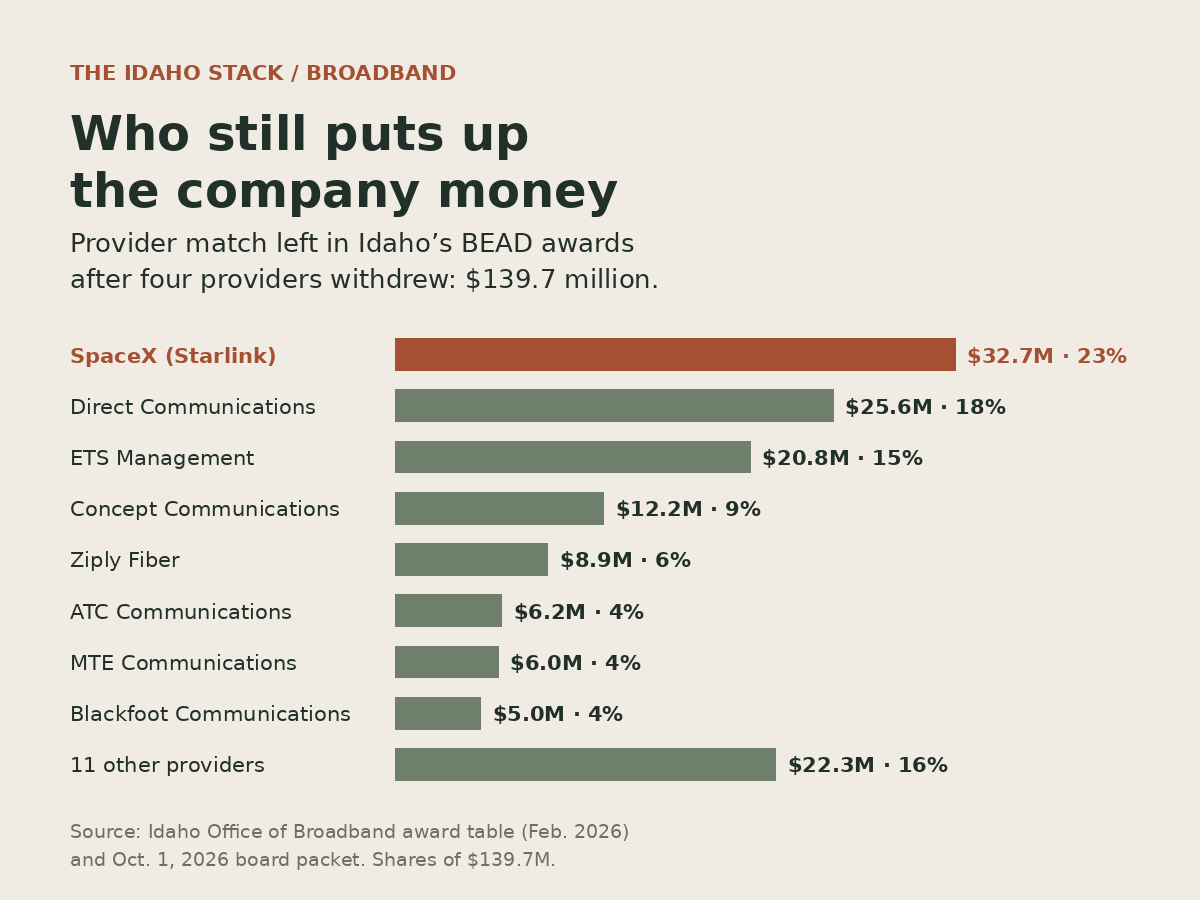 THE IDAHO STACK / BROADBAND
Who still puts up
the company money
Provider match left in Idaho’s BEAD awards
after four providers withdrew: $139.7 million.
SpaceX (Starlink) $32.7M · 23%
Direct Communications $25.6M · 18%
ETS Management $20.8M · 15%
Concept Communications $12.2M · 9%
Ziply Fiber $8.9M · 6%
ATC Communications $6.2M · 4%
MTE Communications $6.0M · 4%
Blackfoot Communications $5.0M · 4%
11 other providers $22.3M · 16%
Source: Idaho Office of Broadband award table (Feb. 2026)
and Oct. 1, 2026 board packet. Shares of $139.7M.